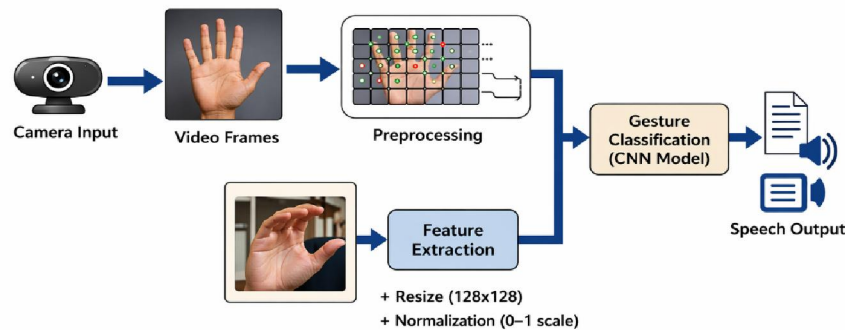 Camera Input
Video Frames
Preprocessing
Gesture
Classification
(CNN Model)
Speech Output
Feature
Extraction
+ Resize (128x128)
+ Normalization (0–1 scale)